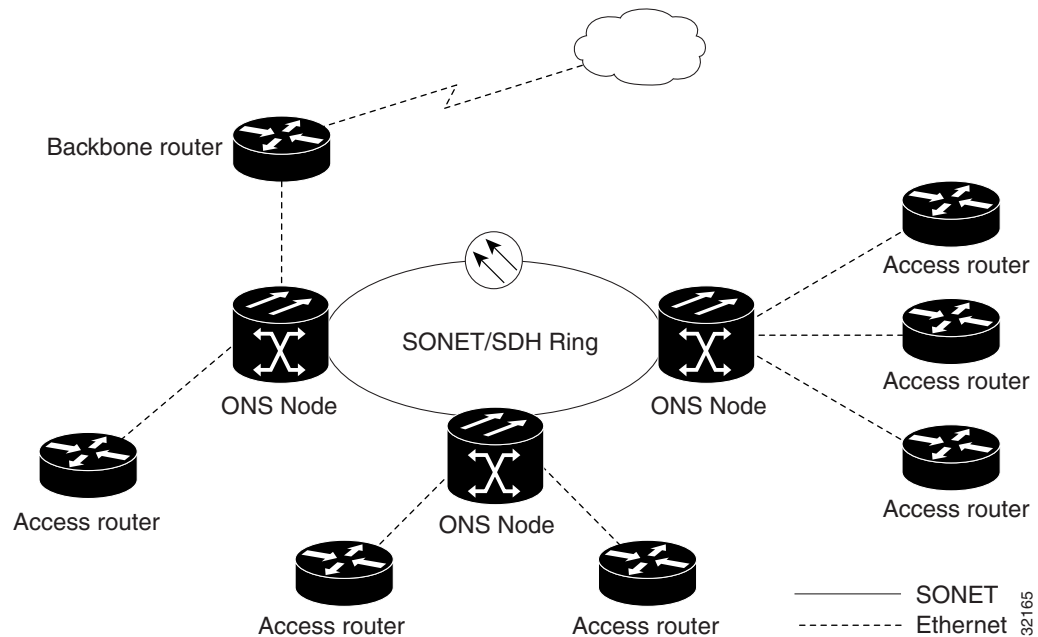 Backbone router
Access router
SONET/SDH Ring
Access router
ONS Node
ONS Node
Access router
ONS Node
Access router
Access router
Access router
Access router
SONET
Ethernet
32165